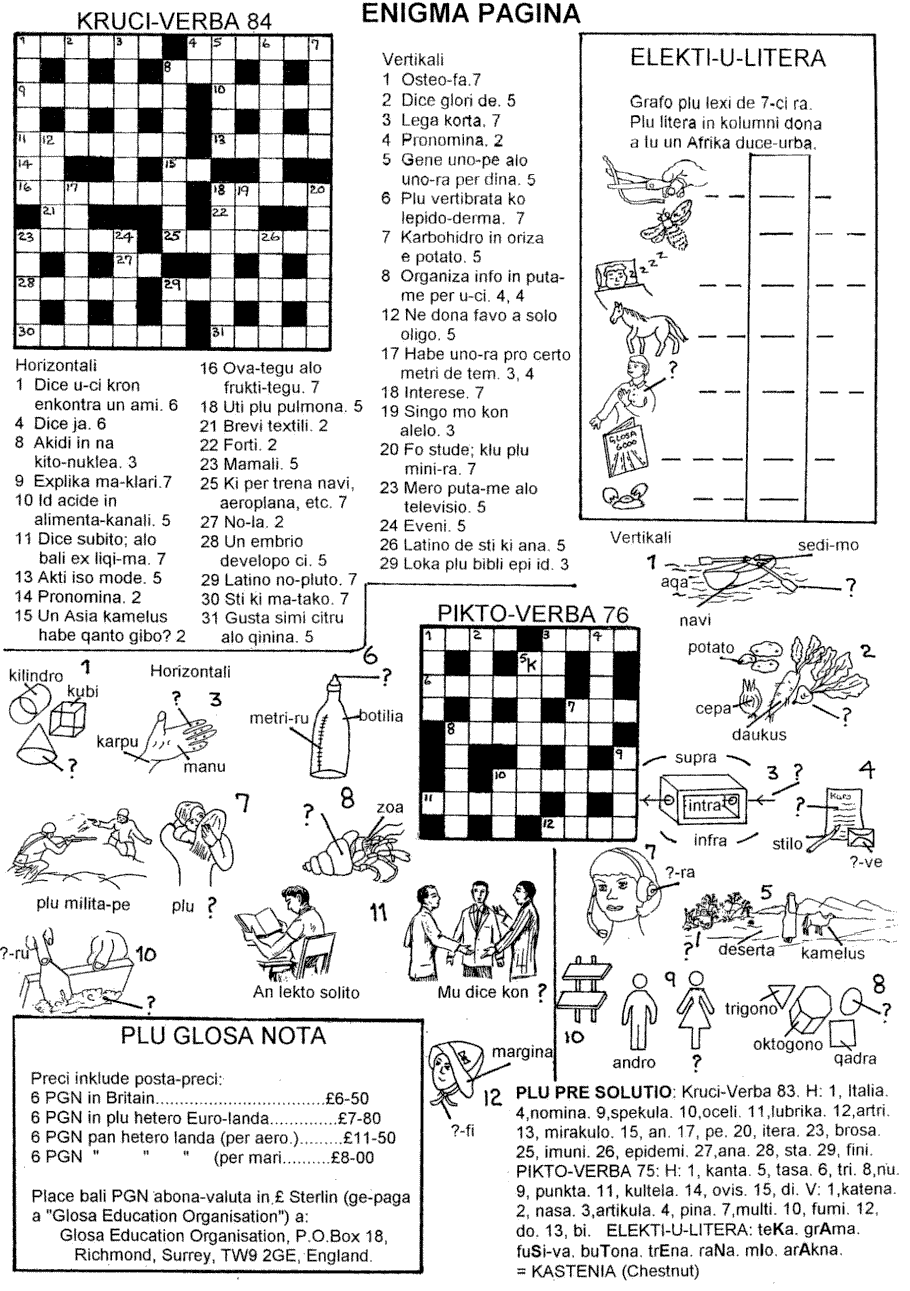 ENIGMA PAGINA
KRUCI-VERBA 84
1 2 3 4 5 6 7
8
9 10
11 12 13
14 15
16 17 18 19 20
21 22
23 24 25 26
27
28 29
30 31
Horizontali
1 Dice u-ci kron
enkontra un ami. 6
4 Dice ja. 6
8 Akidi in na
kito-nuklea. 3
9 Explika ma-klari.7
10 Id acide in
alimenta-kanali. 5
11 Dice subito; alo
bali ex liqi-ma. 7
13 Akti iso mode. 5
14 Pronomina. 2
15 Un Asia kamelus
habe qanto gibo? 2
16 Ova-tegu alo
frukti-tegu. 7
18 Uti plu pulmona. 5
21 Brevi textili. 2
22 Forti. 2
23 Mamali. 5
25 Ki per trena navi,
aeroplana, etc. 7
27 No-la. 2
28 Un embrio
developo ci. 5
29 Latino no-pluto. 7
30 Sti ki ma-tako. 7
31 Gusta simi citru
alo qinina. 5
Vertikali
1 Osteo-fa.7
2 Dice glori de. 5
3 Lega korta. 7
4 Pronomina. 2
5 Gene uno-pe alo
uno-ra per dina. 5
6 Plu vertibrata ko
lepido-derma. 7
7 Karbohidro in oriza
e potato. 5
8 Organiza info in puta-
me per u-ci. 4, 4
12 Ne dona favo a solo
oligo. 5
17 Habe uno-ra pro certo
metri de tem. 3, 4
18 Interese. 7
19 Singo mo kon
alelo. 3
20 Fo stude; klu plu
mini-ra. 7
23 Mero puta-me alo
televisio. 5
24 Eveni. 5
26 Latino de sti ki ana. 5
29 Loka plu bibli epi id. 3
ELEKTI-U-LITERA
Grafo plu lexi de 7-ci ra.
Plu litera in kolumni dona
a tu un Afrika duce-urba.
z z z
?
GLOSA
6000
PIKTO-VERBA 76
1 2 3 4
5 K
6
7
8
9
10
11
12
Horizontali
1
kilindro
kubi
?
3
?
karpu
manu
6
?
metri-ru
botilia
plu milita-pe
7
plu ?
8
?
zoa
?-ru
10
?
An lekto solito
11
Mu dice kon ?
12
margina
?-fi
Vertikali
1
sedi-mo
aqa
?
navi
2
potato
cepa
daukus
?
3
supra
intra
?
infra
4
Kara
?
stilo
?-ve
5
?
deserta
kamelus
7
?-ra
8
trigono
?
oktogono
qadra
9
andro
?
10
PLU GLOSA NOTA
Preci inklude posta-preci:
6 PGN in Britain..................................£6-50
6 PGN in plu hetero Euro-landa.........£7-80
6 PGN pan hetero landa (per aero.)........£11-50
6 PGN " " " (per mari..........£8-00
Place bali PGN abona-valuta in £ Sterlin (ge-paga
a "Glosa Education Organisation") a:
Glosa Education Organisation, P.O.Box 18,
Richmond, Surrey, TW9 2GE, England.
PLU PRE SOLUTIO: Kruci-Verba 83. H: 1, Italia.
4,nomina. 9,spekula. 10,oceli. 11,lubrika. 12,artri.
13, mirakulo. 15, an. 17, pe. 20, itera. 23, brosa.
25, imuni. 26, epidemi. 27,ana. 28, sta. 29, fini.
PIKTO-VERBA 75: H: 1, kanta. 5, tasa. 6, tri. 8,nu.
9, punkta. 11, kultela. 14, ovis. 15, di. V: 1,katena.
2, nasa. 3,artikula. 4, pina. 7,multi. 10, fumi. 12,
do. 13, bi. ELEKTI-U-LITERA: teKa. grAma.
fuSi-va. buTona. trEna. raNa. mIo. arAkna.
= KASTENIA (Chestnut)